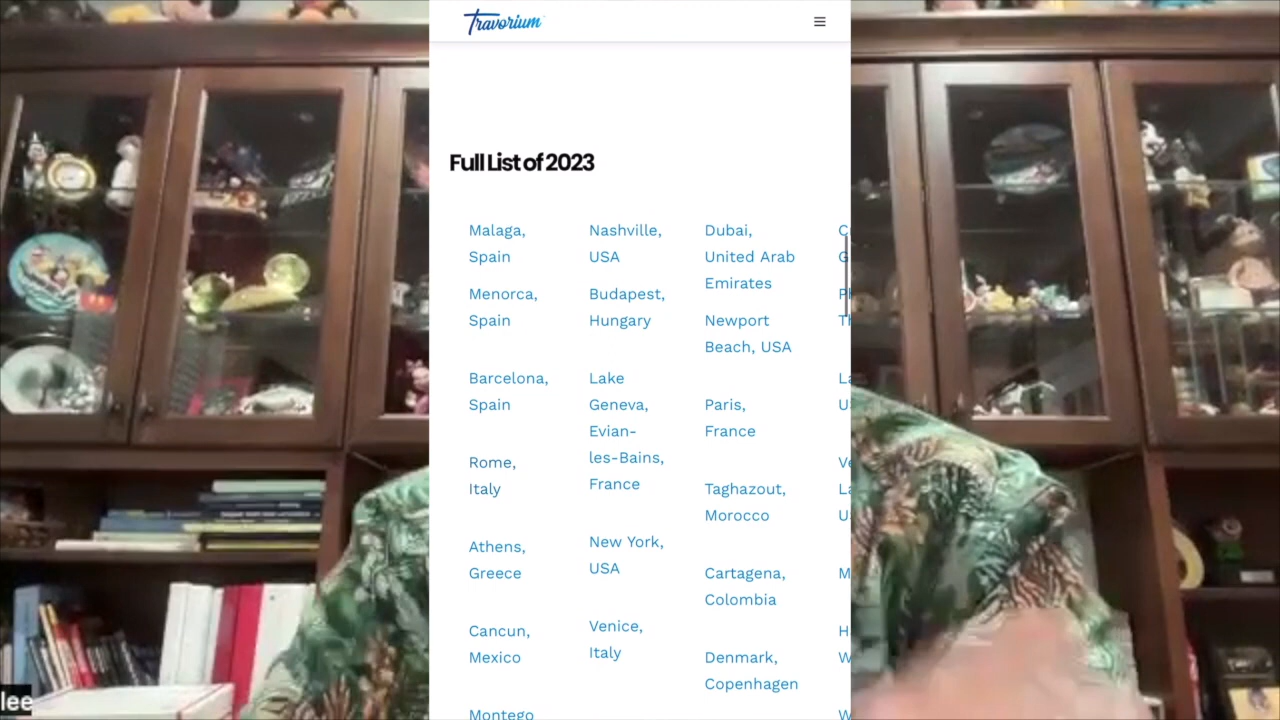 Travorium
Full List of 2023
Malaga,
Spain
Menorca,
Spain
Barcelona,
Spain
Rome,
Italy
Athens,
Greece
Cancun,
Mexico
Montego
Nashville,
USA
Budapest,
Hungary
Lake
Geneva,
Evian-
les-Bains,
France
New York,
USA
Venice,
Italy
Dubai,
United Arab
Emirates
Newport
Beach, USA
Paris,
France
Taghazout,
Morocco
Cartagena,
Colombia
Denmark,
Copenhagen
lee